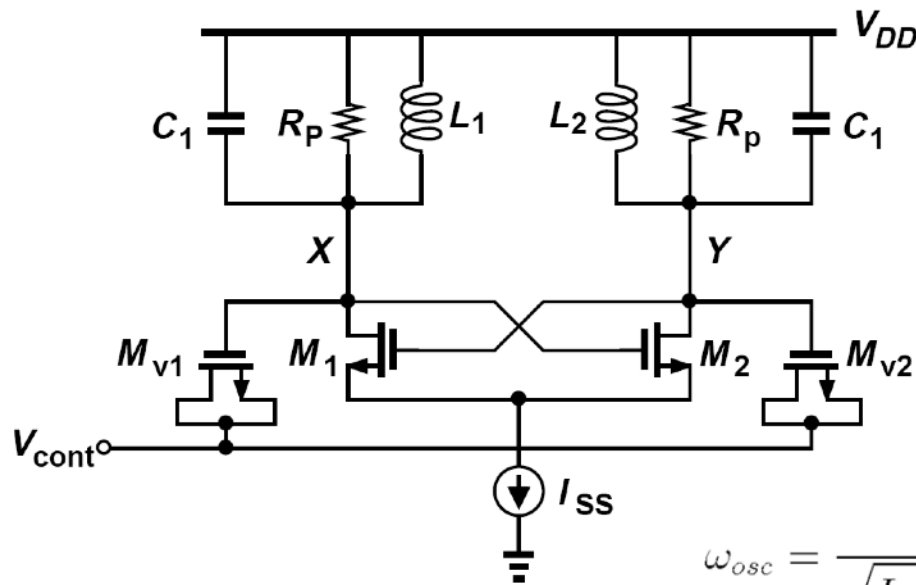 V_DD
C_1 R_P L_1 L_2 R_p C_1
X Y
M_v1 M_1 M_2 M_v2
V_cont
I_SS
ω_osc =